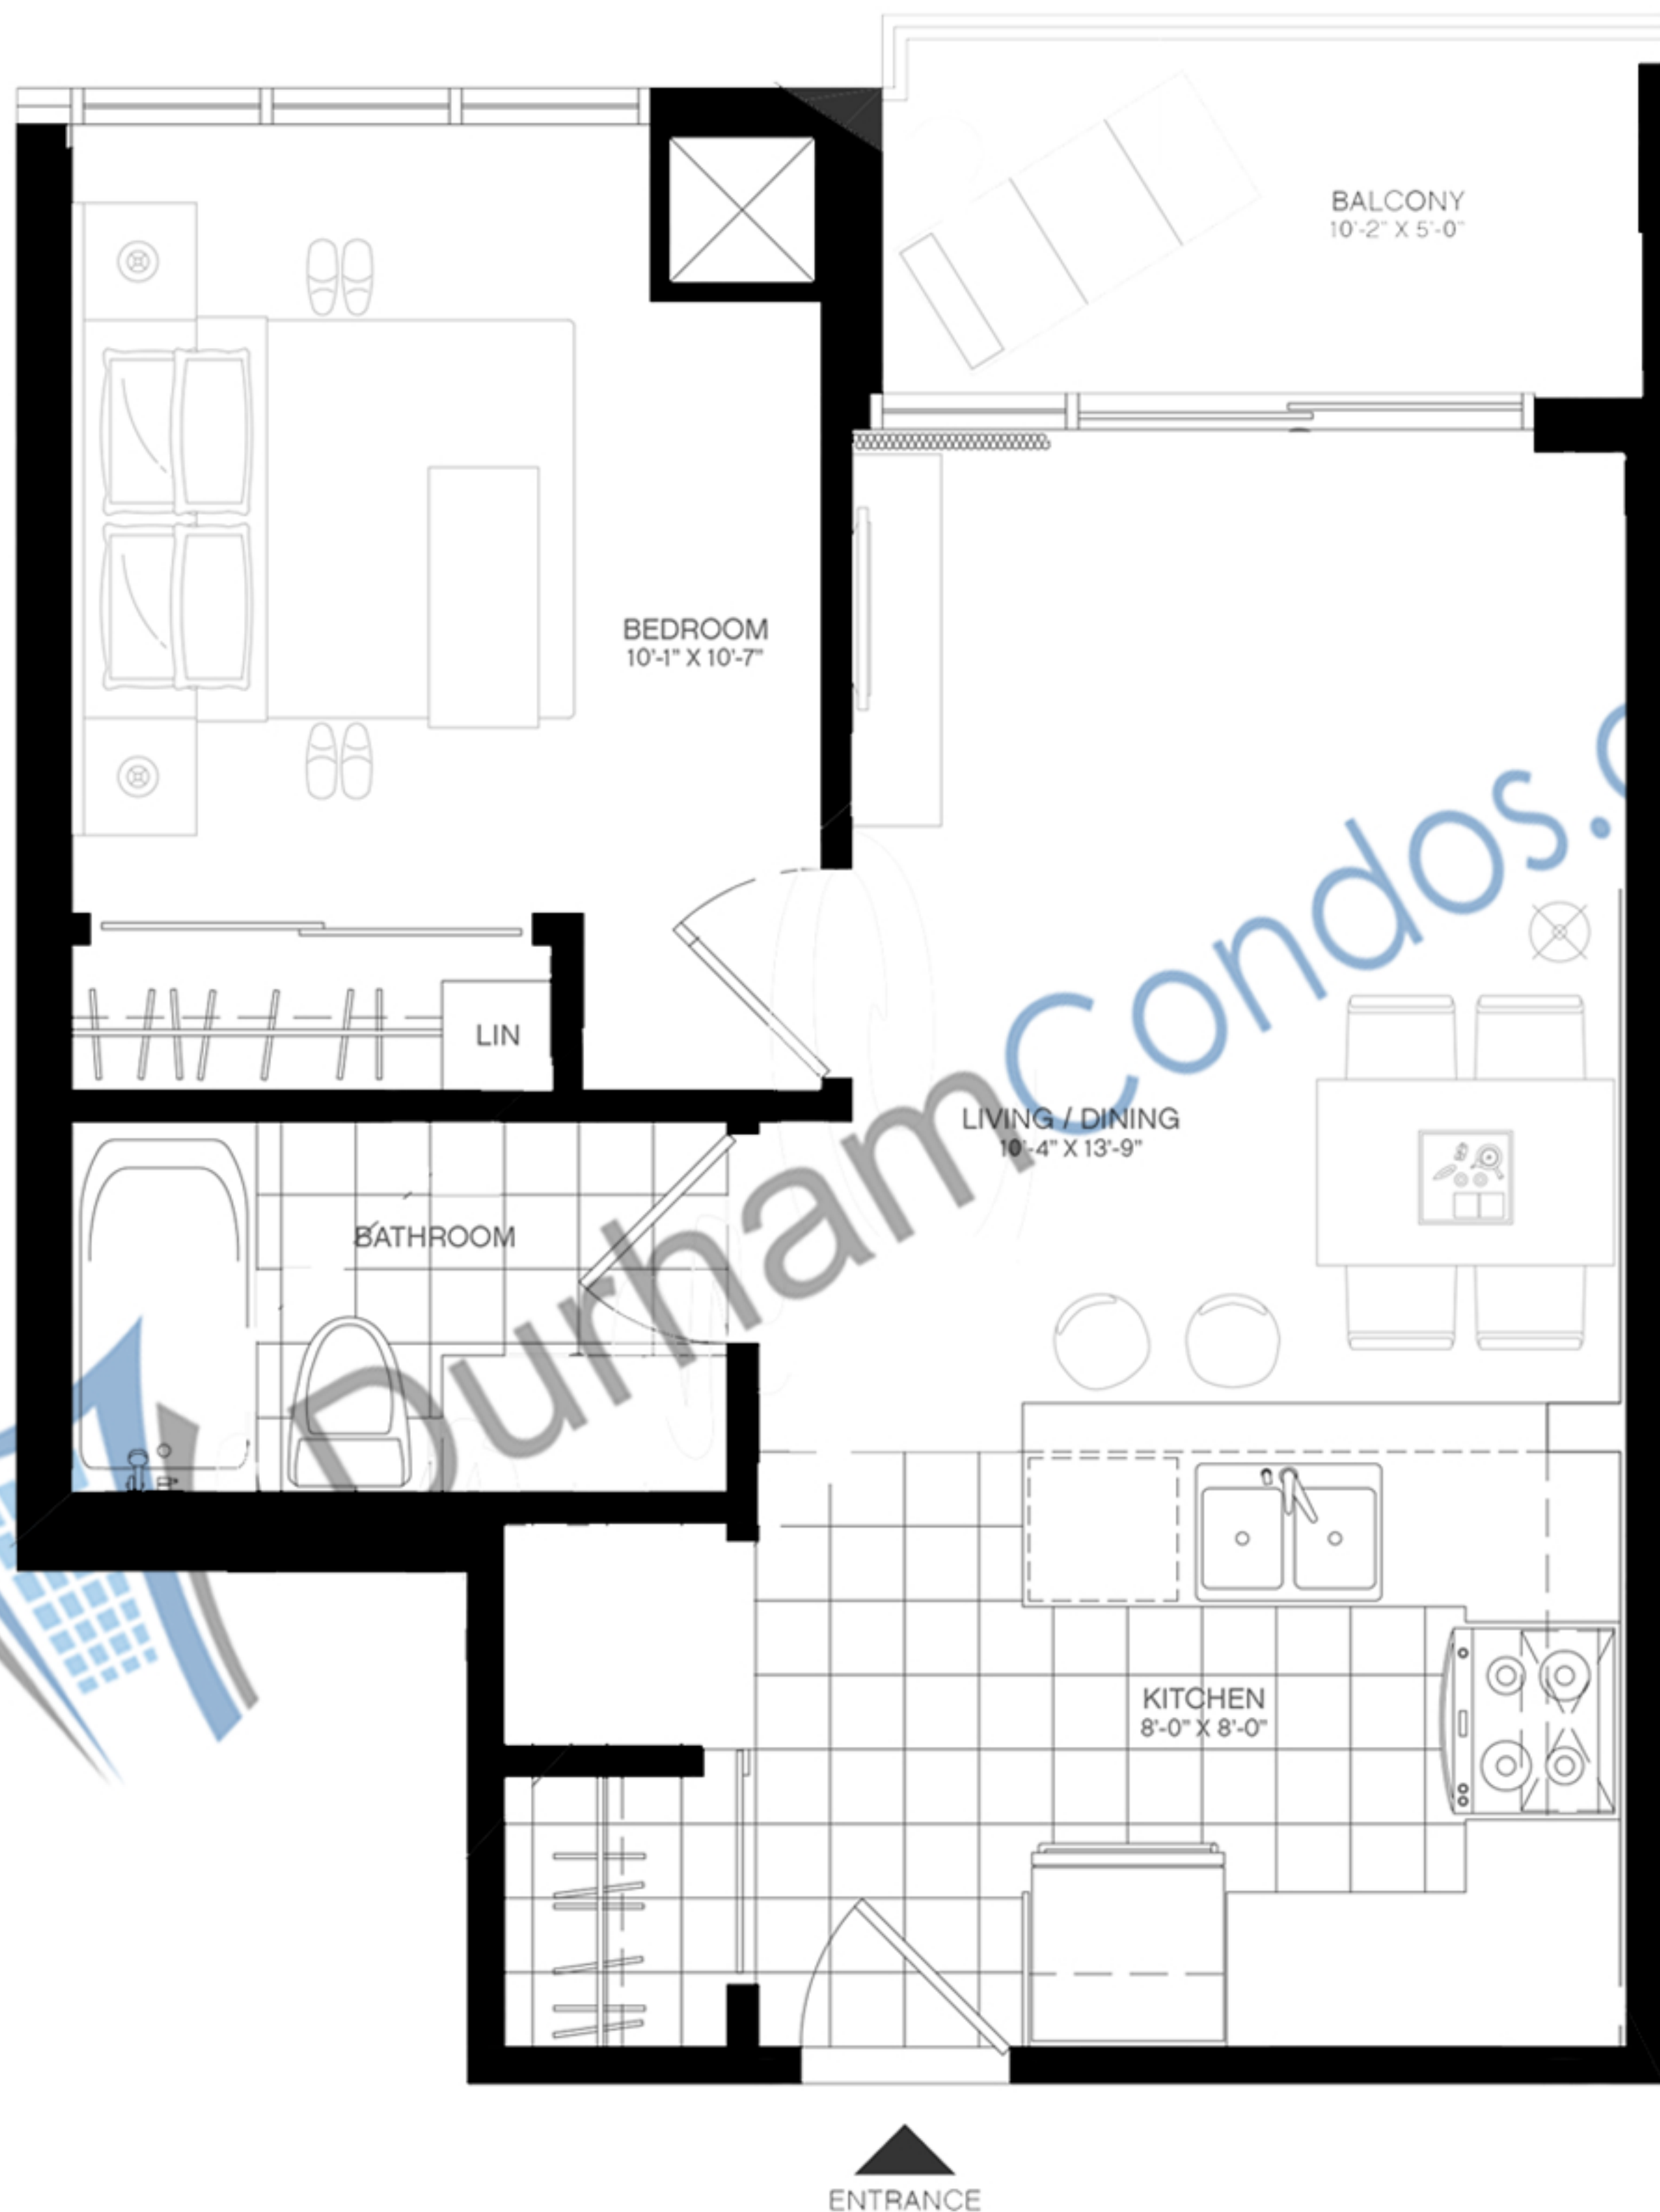 BALCONY
10'-2" X 5'-0"
BEDROOM
10'-1" X 10'-7"
LIN
LIVING / DINING
10'-4" X 13'-9"
BATHROOM
DurhamCondos.c
KITCHEN
8'-0" X 8'-0"
ENTRANCE